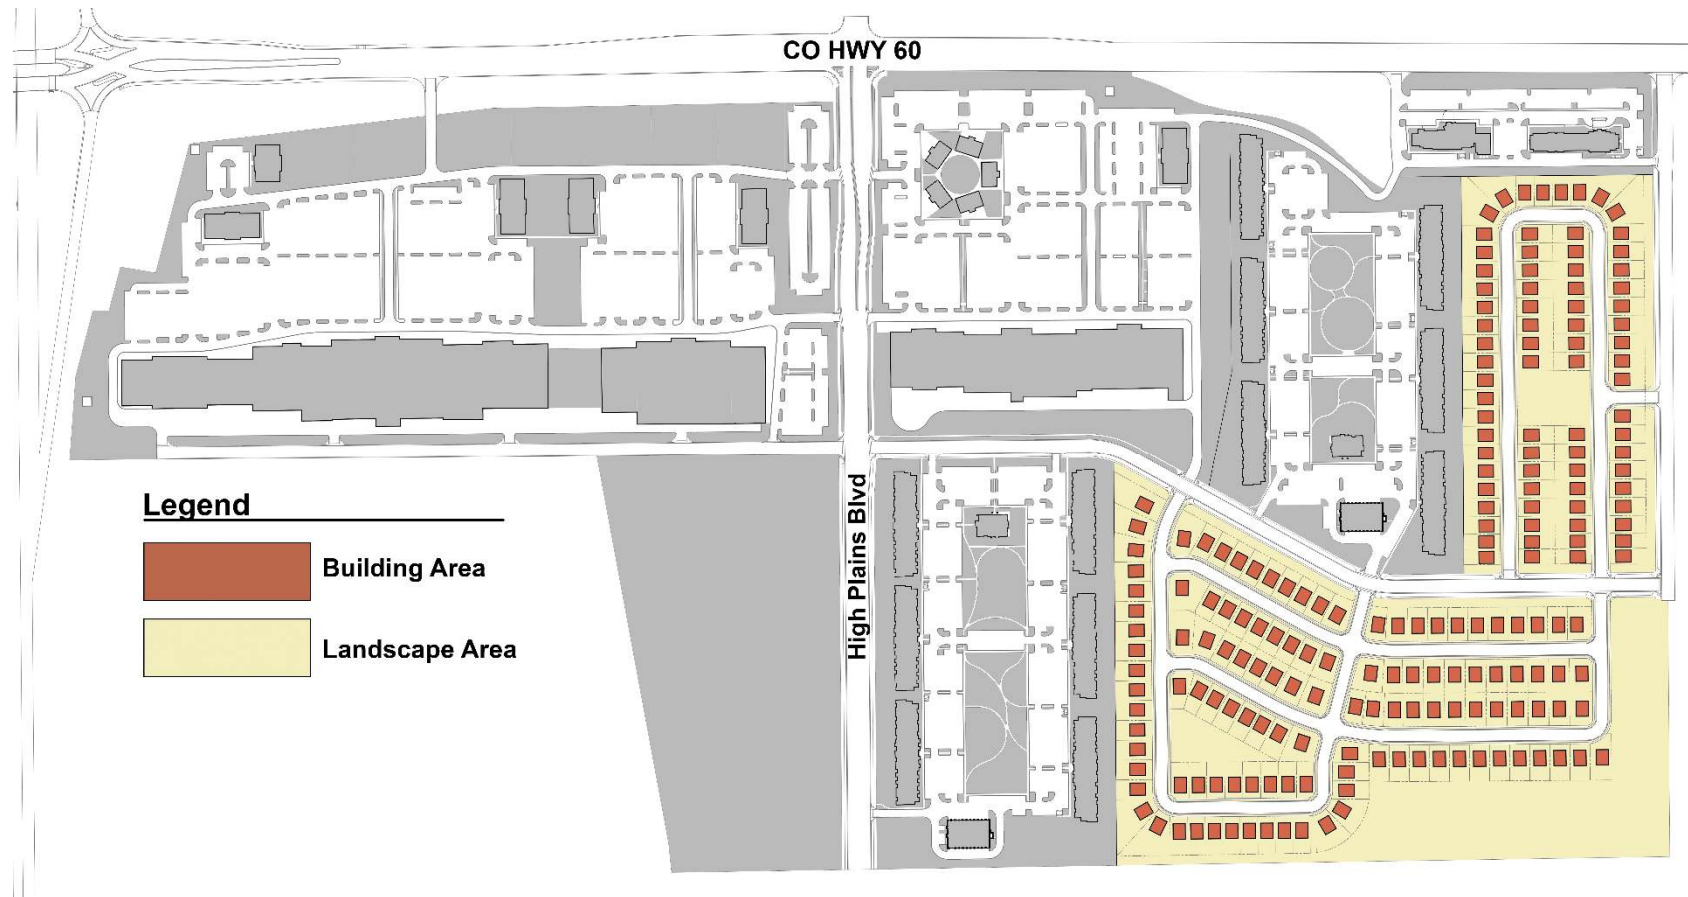 CO HWY 60
Legend
Building Area
Landscape Area
High Plains Blvd